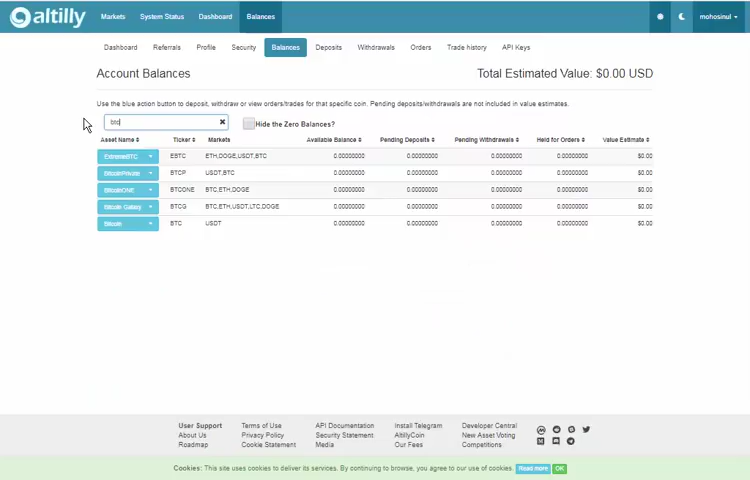 altilly Markets System Status Dashboard Balances mohosinul
Dashboard Referrals Profile Security Balances Deposits Withdrawals Orders Trade history API Keys
Account Balances Total Estimated Value: $0.00 USD
Use the blue action button to deposit, withdraw or view orders/trades for that specific coin. Pending deposits/withdrawals are not included in value estimates.
btc Hide the Zero Balances?
Asset Name Ticker Markets Available Balance Pending Deposits Pending Withdrawals Held for Orders Value Estimate
ExtremeBTC EBTC ETH,DOGE,USDT,BTC 0.00000000 0.00000000 0.00000000 0.00000000 $0.00
BitcoinPrivate BTCP USDT,BTC 0.00000000 0.00000000 0.00000000 0.00000000 $0.00
BitcoinONE BTCONE BTC,ETH,DOGE 0.00000000 0.00000000 0.00000000 0.00000000 $0.00
Bitcoin Galaxy BTCG BTC,ETH,USDT,LTC,DOGE 0.00000000 0.00000000 0.00000000 0.00000000 $0.00
Bitcoin BTC USDT 0.00000000 0.00000000 0.00000000 0.00000000 $0.00
User Support Terms of Use API Documentation Install Telegram Developer Central
About Us Privacy Policy Security Statement AltillyCoin New Asset Voting
Roadmap Cookie Statement Media Our Fees Competitions
Cookies: This site uses cookies to deliver its services. By continuing to browse, you agree to our use of cookies. Read more OK